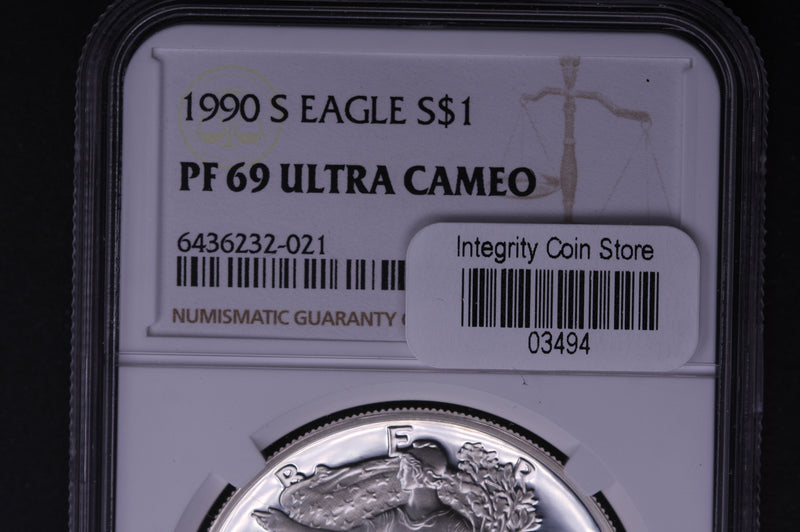 1990 S EAGLE S$1
PF 69 ULTRA CAMEO
6436232-021
NUMISMATIC GUARANTY
Integrity Coin Store
03494
B E R